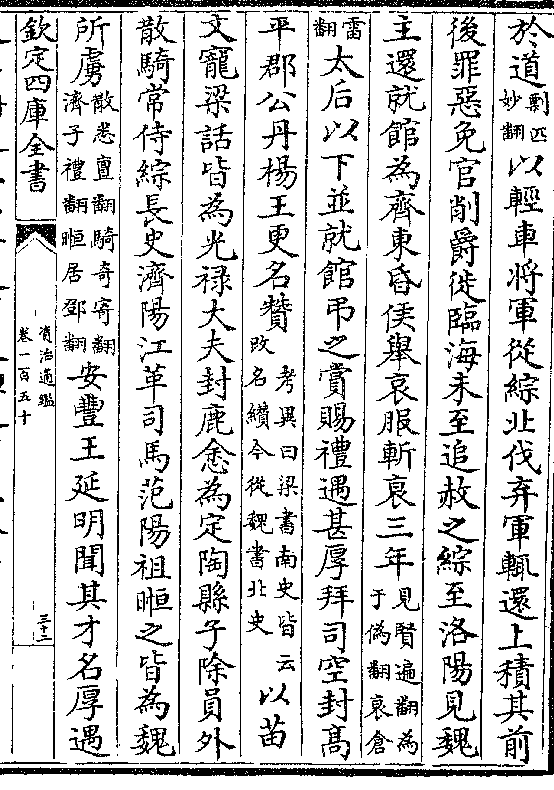 於道剽匹妙翻以輕車將軍從綜北伐弃軍輒還上積其前
後罪惡免官削爵徙臨海未至追赦之綜至洛陽見魏
主還就館為齊東昏侯舉哀服斬衰三年見賢遍翻為于偽翻衰倉
雷翻太后以下並就館弔之賞賜禮遇甚厚拜司空封高
平郡公丹楊王更名贊考異曰梁書南史皆云改名纉今從魏書北史以苗
文寵梁話皆為光禄大夫封鹿悆為定陶縣子除員外
散騎常侍綜長史濟陽江革司馬范陽祖暅之皆為魏
所虜散悉亶翻騎奇寄翻濟子禮翻暅居鄧翻安豐王延明聞其才名厚遇
欽定四庫全書
資治通鑑
卷一百五十
三十二